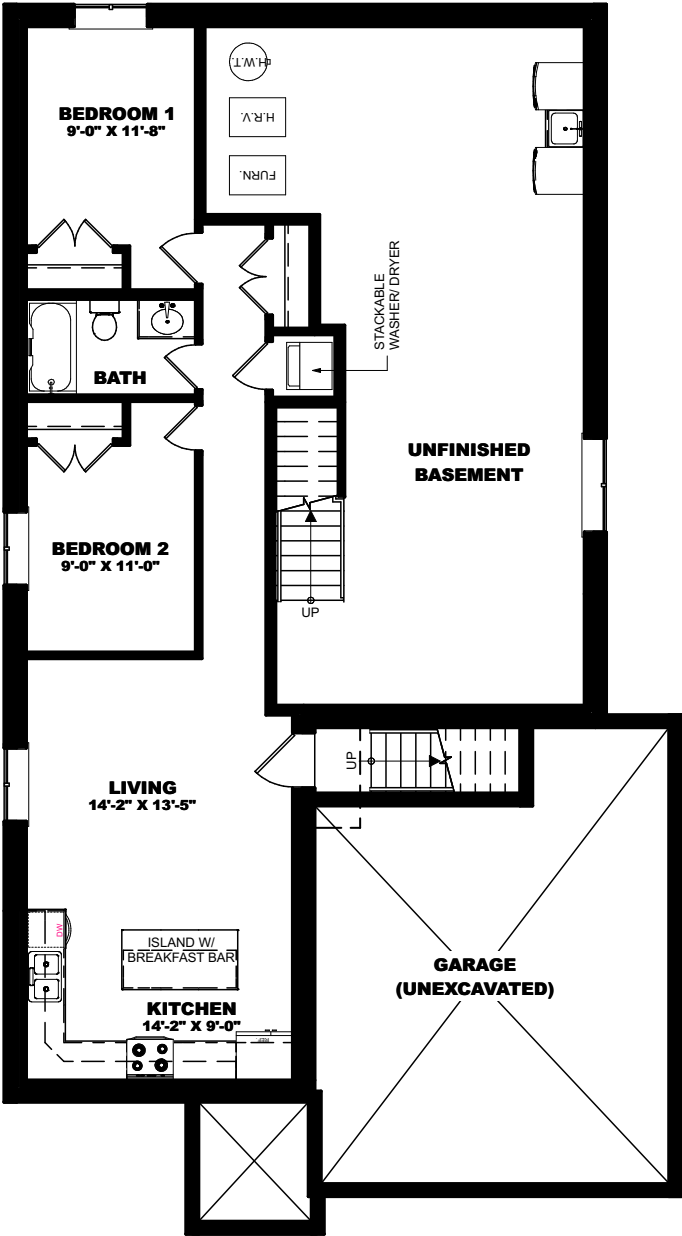 BEDROOM 1
9'-0" X 11'-8"
H.W.T.
H.R.V.
FURN.
STACKABLE
WASHER/ DRYER
BATH
UNFINISHED
BASEMENT
BEDROOM 2
9'-0" X 11'-0"
UP
UP
LIVING
14'-2" X 13'-5"
DW
ISLAND W/
BREAKFAST BAR
GARAGE
(UNEXCAVATED)
KITCHEN
14'-2" X 9'-0"
REF.